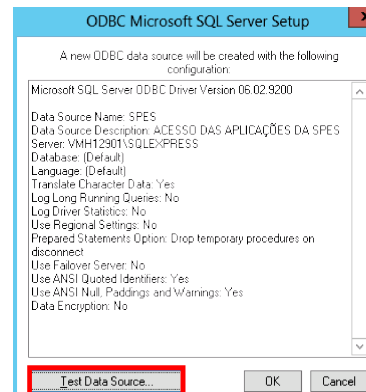 ODBC Microsoft SQL Server Setup
A new ODBC data source will be created with the following
configuration:
Microsoft SQL Server ODBC Driver Version 06.02.9200
Data Source Name: SPES
Data Source Description: ACESSO DAS APLICAÇÕES DA SPES
Server: VMH12901\SQLEXPRESS
Database: (Default)
Language: (Default)
Translate Character Data: Yes
Log Long Running Queries: No
Log Driver Statistics: No
Use Regional Settings: No
Prepared Statements Option: Drop temporary procedures on
disconnect
Use Failover Server: No
Use ANSI Quoted Identifiers: Yes
Use ANSI Null, Paddings and Warnings: Yes
Data Encryption: No
Test Data Source...
OK
Cancel